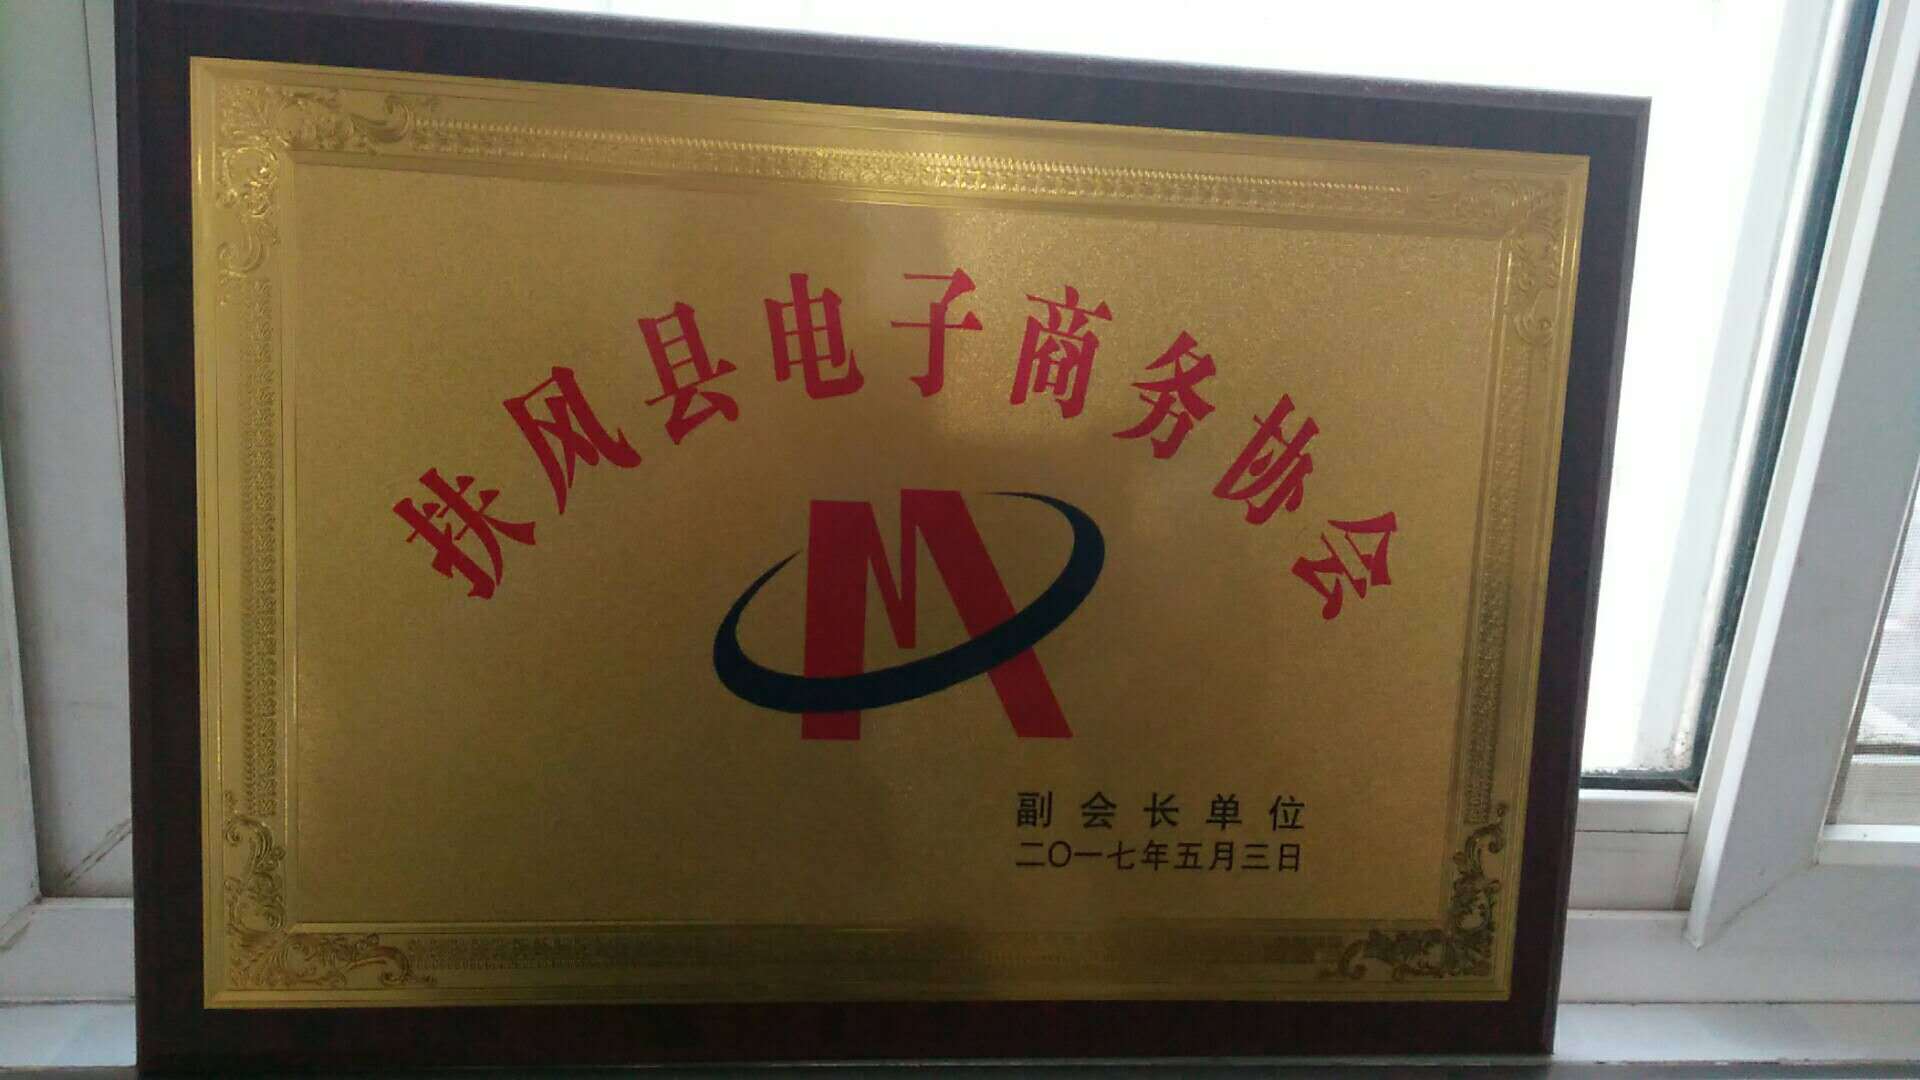 扶风县电子商务协会
M
副会长单位
二〇一七年五月三日